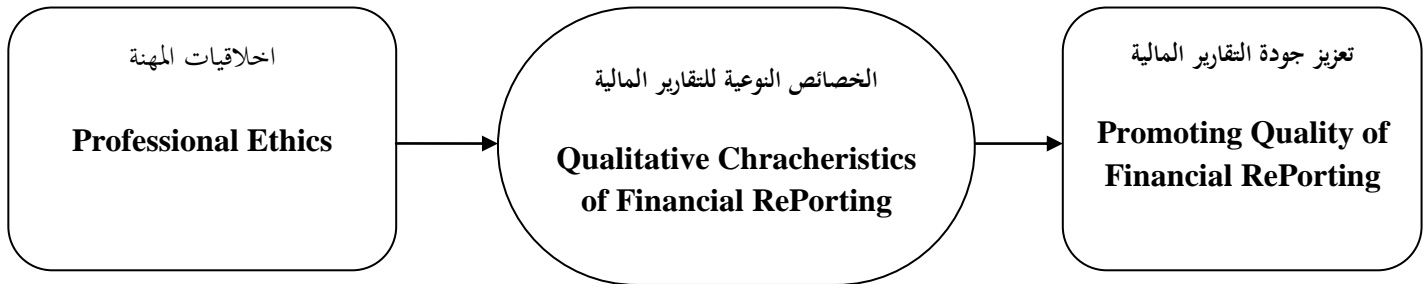 اخلاقيات المهنة
Professional Ethics
الخصائص النوعية للتقارير المالية
Qualitative Chracheristics
of Financial RePorting
تعزيز جودة التقارير المالية
Promoting Quality of
Financial RePorting